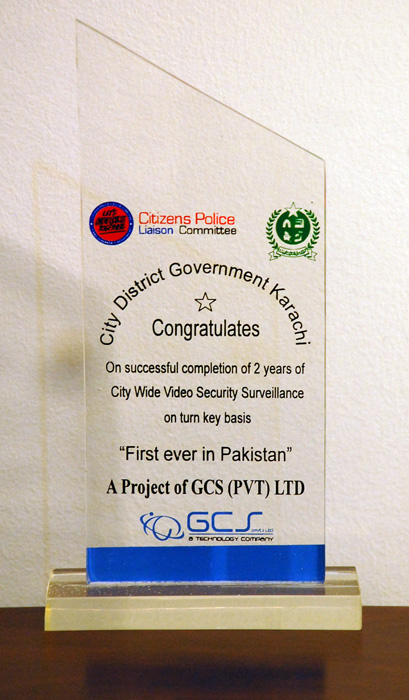 Citizens Police
Liaison Committee
City District Government Karachi
Congratulates
On successful completion of 2 years of
City Wide Video Security Surveillance
on turn key basis
“First ever in Pakistan”
A Project of GCS (PVT) LTD
GCS (Pvt) Ltd
A TECHNOLOGY COMPANY